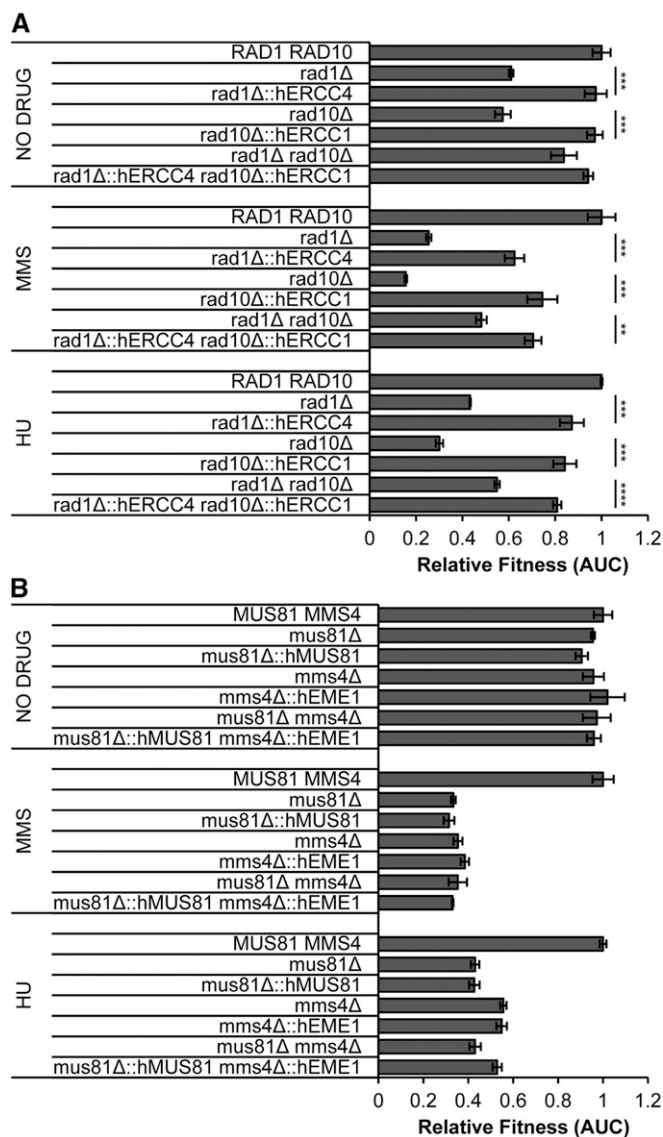 A
NO DRUG
RAD1 RAD10
rad1Δ
rad1Δ::hERCC4
rad10Δ
rad10Δ::hERCC1
rad1Δ rad10Δ
rad1Δ::hERCC4 rad10Δ::hERCC1
***
***
MMS
RAD1 RAD10
rad1Δ
rad1Δ::hERCC4
rad10Δ
rad10Δ::hERCC1
rad1Δ rad10Δ
rad1Δ::hERCC4 rad10Δ::hERCC1
***
***
**
HU
RAD1 RAD10
rad1Δ
rad1Δ::hERCC4
rad10Δ
rad10Δ::hERCC1
rad1Δ rad10Δ
rad1Δ::hERCC4 rad10Δ::hERCC1
***
***
****
0 0.2 0.4 0.6 0.8 1 1.2
Relative Fitness (AUC)
B
NO DRUG
MUS81 MMS4
mus81Δ
mus81Δ::hMUS81
mms4Δ
mms4Δ::hEME1
mus81Δ mms4Δ
mus81Δ::hMUS81 mms4Δ::hEME1
MMS
MUS81 MMS4
mus81Δ
mus81Δ::hMUS81
mms4Δ
mms4Δ::hEME1
mus81Δ mms4Δ
mus81Δ::hMUS81 mms4Δ::hEME1
HU
MUS81 MMS4
mus81Δ
mus81Δ::hMUS81
mms4Δ
mms4Δ::hEME1
mus81Δ mms4Δ
mus81Δ::hMUS81 mms4Δ::hEME1
0 0.2 0.4 0.6 0.8 1 1.2
Relative Fitness (AUC)